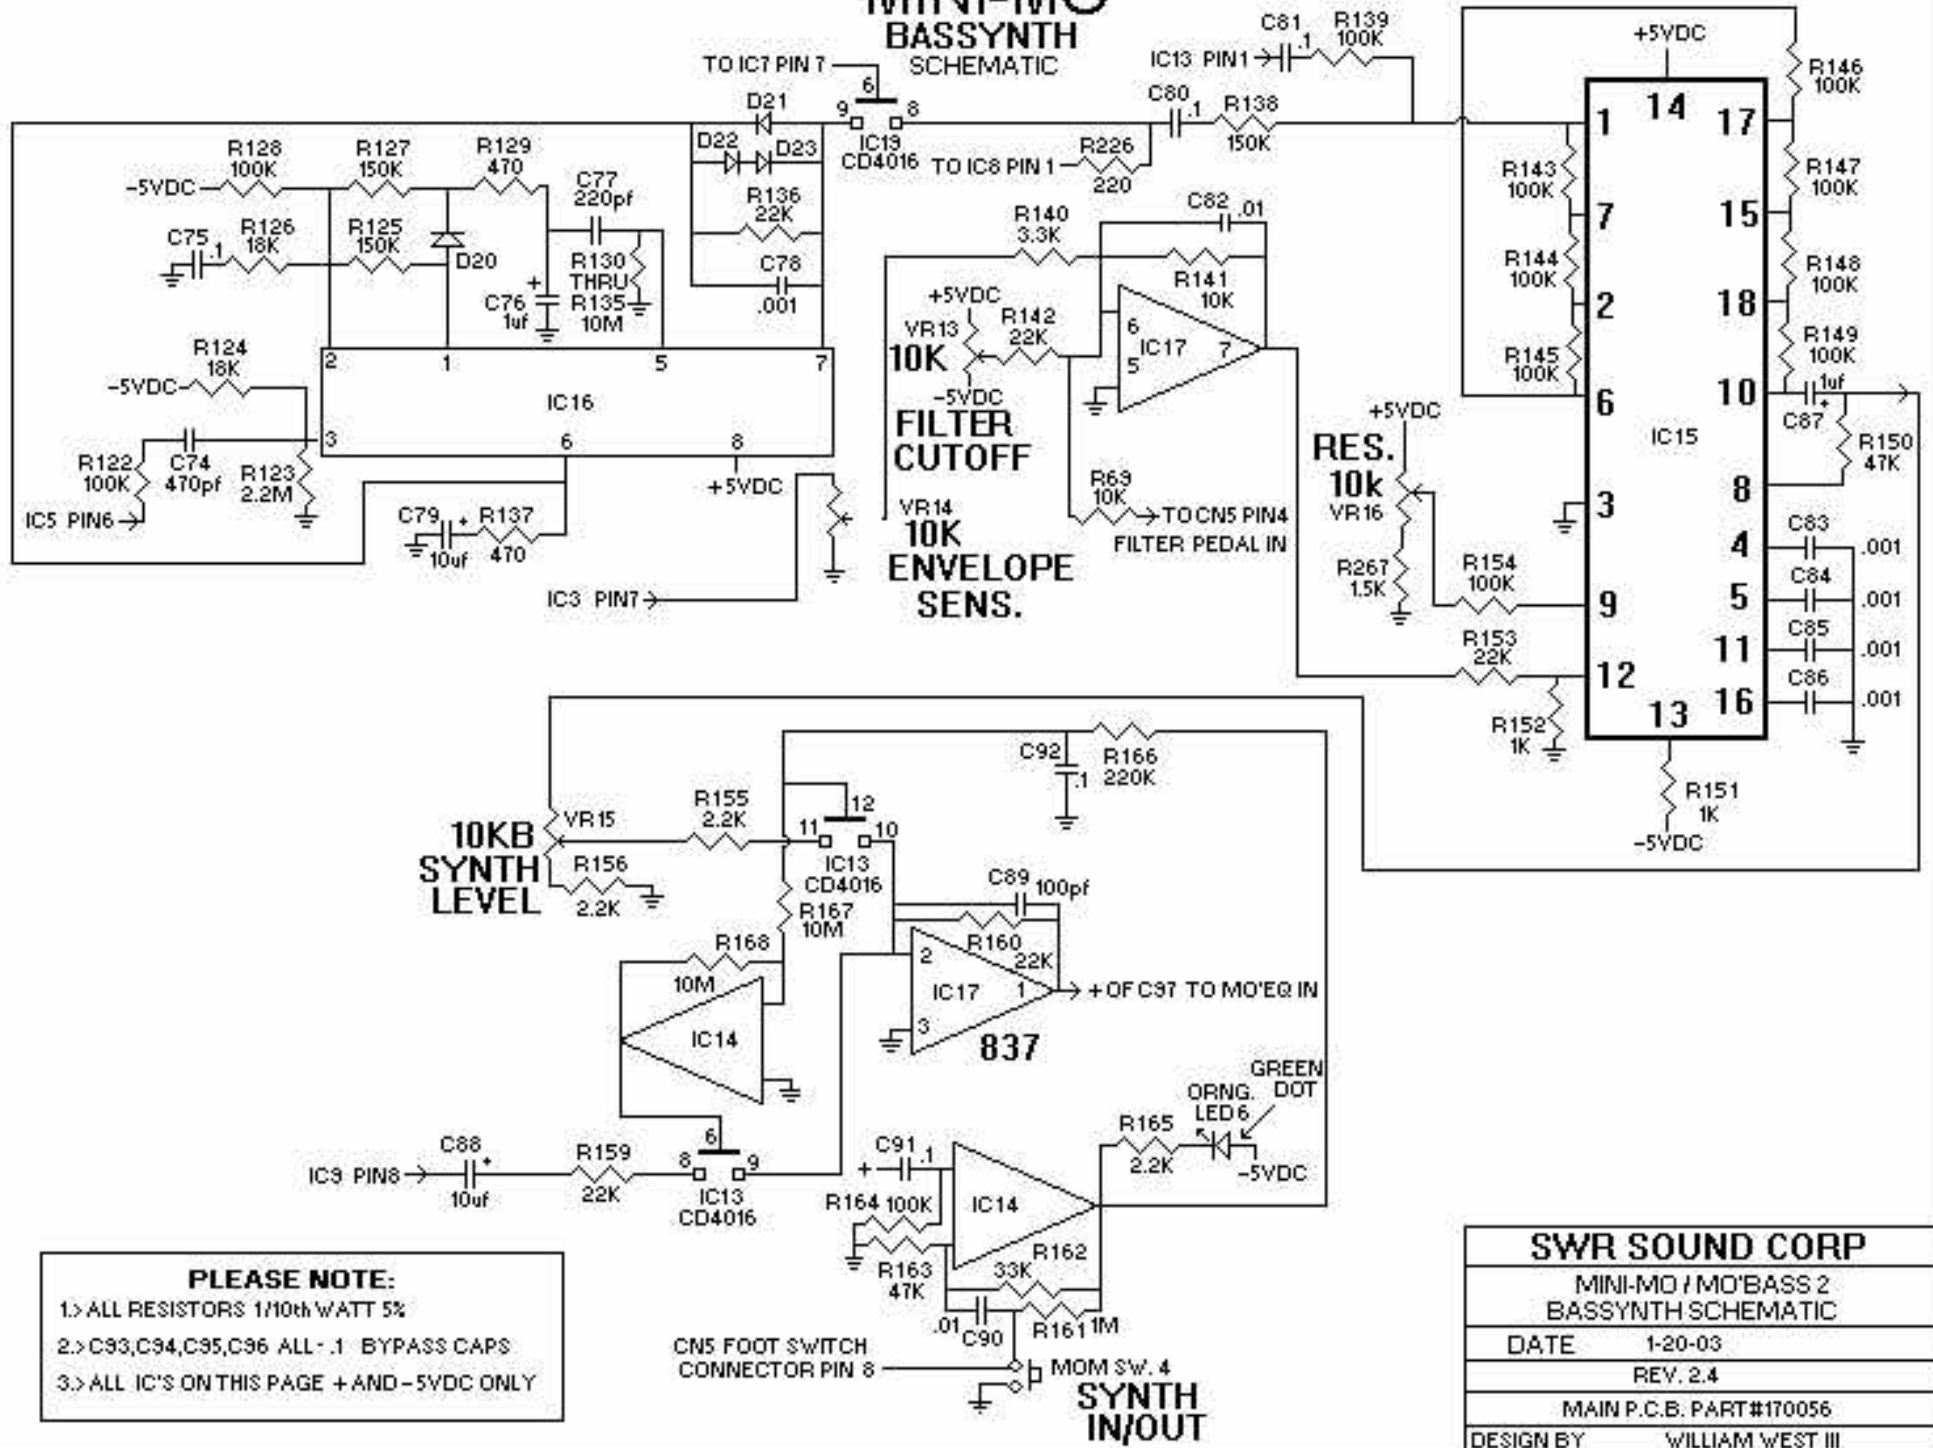 MINI-MO
BASSYNTH
SCHEMATIC
TO IC7 PIN 7
6
9
8
IC19
CD4016
D21
D22
D23
R136
22K
C78
.001
R128
100K
R127
150K
R129
470
-5VDC
C77
220pf
C75
.1
R126
18K
R125
150K
D20
+
C76
1uf
R130
THRU
R135
10M
R124
18K
-5VDC
2
1
5
7
IC16
3
6
8
R122
100K
C74
470pf
R123
2.2M
IC5 PIN6
+5VDC
C79
+
10uf
R137
470
IC3 PIN7
VR14
10K
ENVELOPE
SENS.
C81
.1
R139
100K
IC13 PIN1
C80
.1
R138
150K
TO IC8 PIN 1
R226
220
R140
3.3K
C82
.01
R141
10K
+5VDC
VR13
10K
R142
22K
-5VDC
FILTER
CUTOFF
6
5
IC17
7
R69
10K
TO CN5 PIN4
FILTER PEDAL IN
+5VDC
14
1
17
R146
100K
R143
100K
R147
100K
7
15
R144
100K
R148
100K
2
18
R145
100K
R149
100K
6
10
1uf
C87
+
R150
47K
IC15
8
3
+5VDC
RES.
10k
VR16
R267
1.5K
R154
100K
9
R153
22K
12
R152
1K
4
C83
.001
5
C84
.001
11
C85
.001
16
C86
.001
13
R151
1K
-5VDC
C92
.1
R166
220K
10KB
SYNTH
LEVEL
VR15
R155
2.2K
R156
2.2K
12
11
10
IC13
CD4016
R167
10M
C89
100pf
R160
22K
2
IC17
1
3
837
+ OF C97 TO MO'EQ IN
R168
10M
IC14
IC9 PIN8
C88
+
10uf
R159
22K
6
8
9
IC13
CD4016
C91
.1
+
R164
100K
R163
47K
IC14
R162
33K
.01
C90
R161
1M
R165
2.2K
ORNG.
LED6
GREEN
DOT
-5VDC
CN5 FOOT SWITCH
CONNECTOR PIN 8
MOM SW. 4
SYNTH
IN/OUT
PLEASE NOTE:
1.> ALL RESISTORS 1/10th WATT 5%
2.> C93,C94,C95,C96 ALL - .1 BYPASS CAPS
3.> ALL IC'S ON THIS PAGE + AND -5VDC ONLY
SWR SOUND CORP
MINI-MO / MO'BASS 2
BASSYNTH SCHEMATIC
DATE 1-20-03
REV. 2.4
MAIN P.C.B. PART#170056
DESIGN BY WILLIAM WEST III